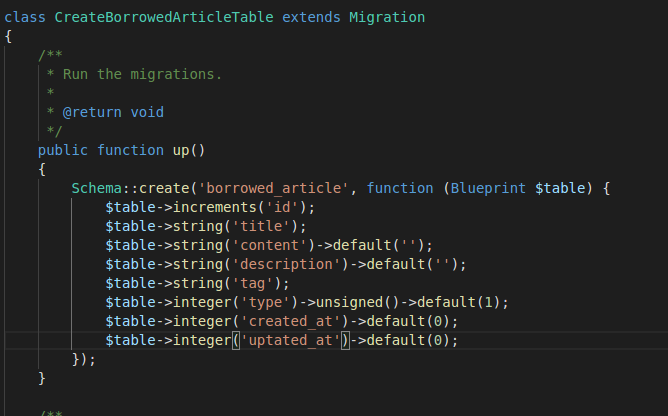 class CreateBorrowedArticleTable extends Migration
{
    /**
     * Run the migrations.
     *
     * @return void
     */
    public function up()
    {
        Schema::create('borrowed_article', function (Blueprint $table) {
            $table->increments('id');
            $table->string('title');
            $table->string('content')->default('');
            $table->string('description')->default('');
            $table->string('tag');
            $table->integer('type')->unsigned()->default(1);
            $table->integer('created_at')->default(0);
            $table->integer('uptated_at')->default(0);
        });
    }
    /**